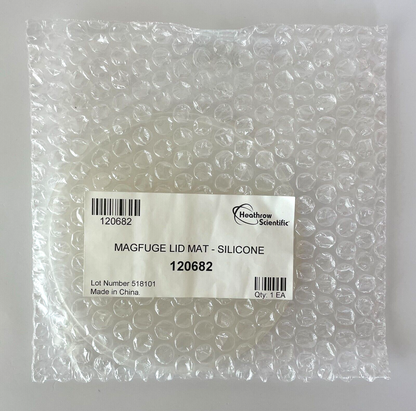 120682
Heathrow
Scientific
MAGFUGE LID MAT - SILICONE
120682
Lot Number 518101
Made in China
Qty. 1 EA